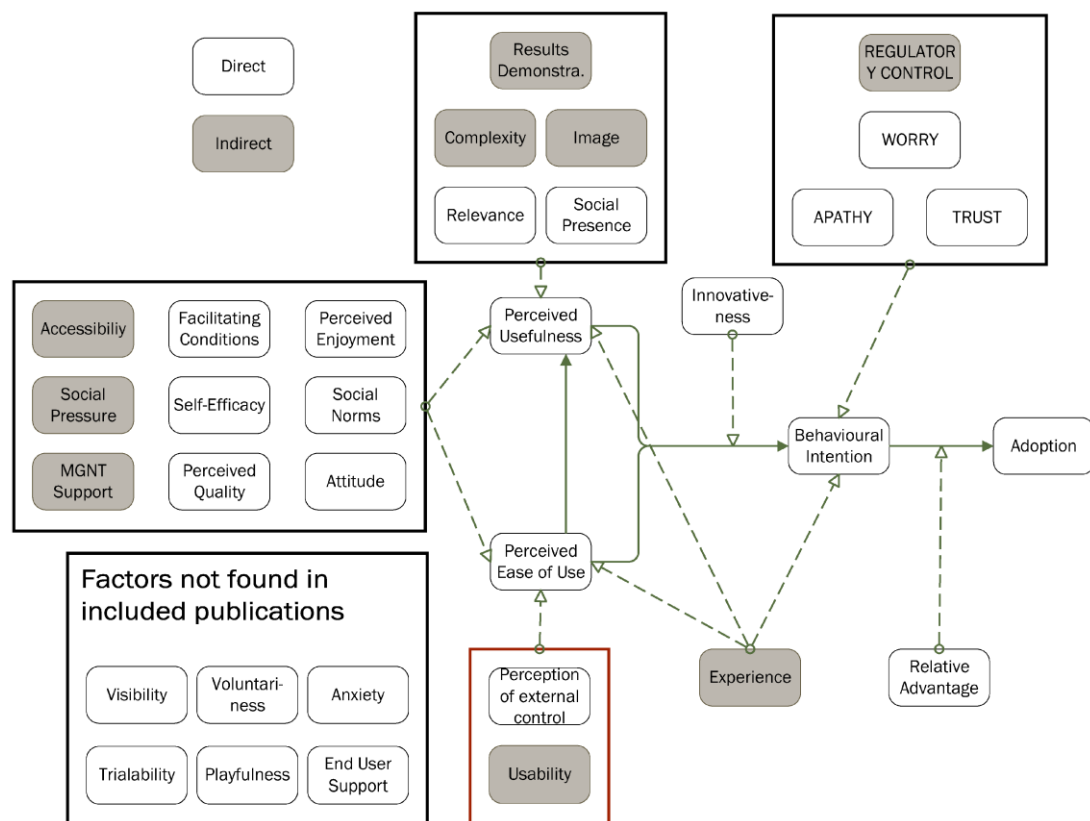 Direct
Indirect
Results
Demonstra.
Complexity
Image
Relevance
Social
Presence
REGULATOR
Y CONTROL
WORRY
APATHY
TRUST
Accessibiliy
Facilitating
Conditions
Perceived
Enjoyment
Social
Pressure
Self-Efficacy
Social
Norms
MGNT
Support
Perceived
Quality
Attitude
Perceived
Usefulness
Innovative-
ness
Behavioural
Intention
Adoption
Perceived
Ease of Use
Factors not found in
included publications
Visibility
Voluntari-
ness
Anxiety
Trialability
Playfulness
End User
Support
Perception
of external
control
Usability
Experience
Relative
Advantage